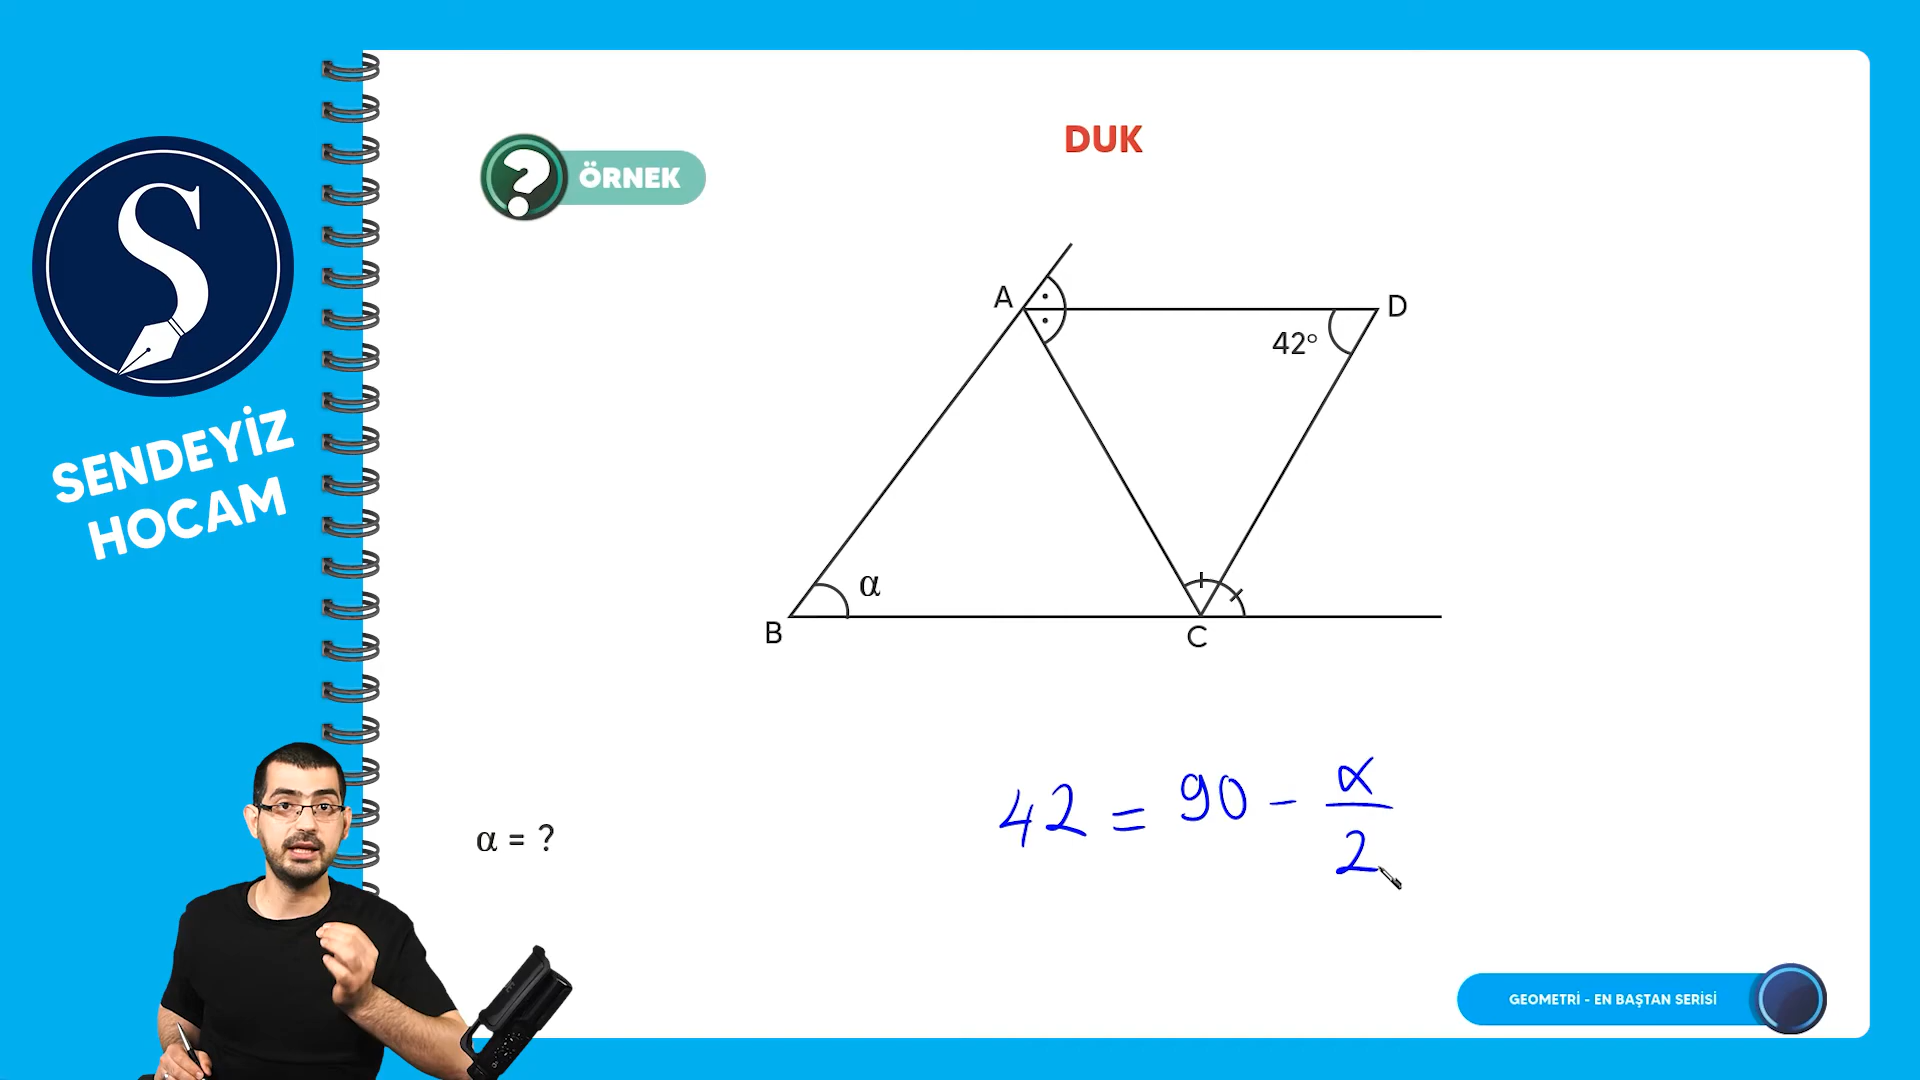 DUK
ÖRNEK
SENDEYİZ
HOCAM
A
D
42°
α
B
C
α = ?
42 = 90 - α/2
GEOMETRİ - EN BAŞTAN SERİSİ